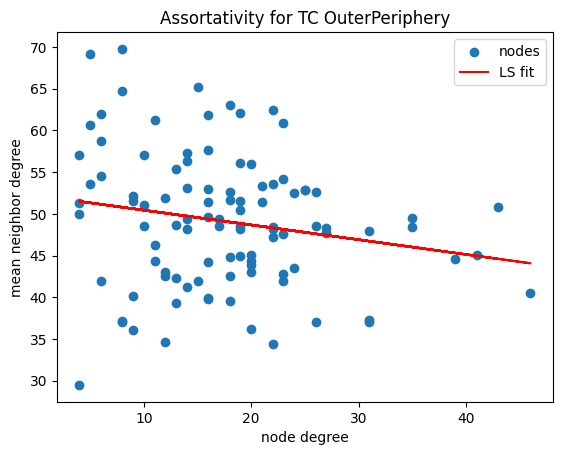 Assortativity for TC OuterPeriphery
nodes
LS fit
mean neighbor degree
70
65
60
55
50
45
40
35
30
10
20
30
40
node degree